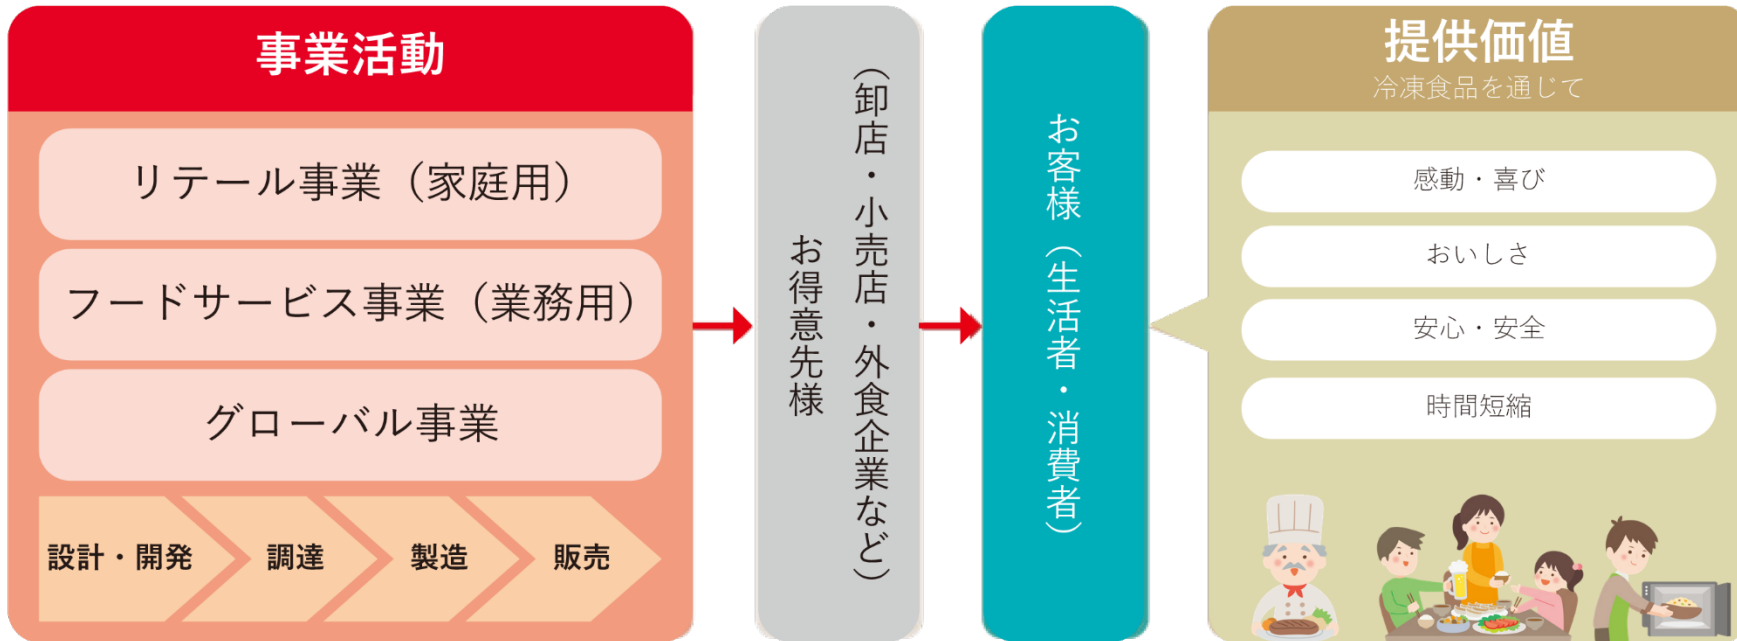 事業活動
リテール事業（家庭用）
フードサービス事業（業務用）
グローバル事業
設計・開発
調達
製造
販売
お得意先様
（卸店・小売店・外食企業など）
お客様（生活者・消費者）
提供価値
冷凍食品を通じて
感動・喜び
おいしさ
安心・安全
時間短縮